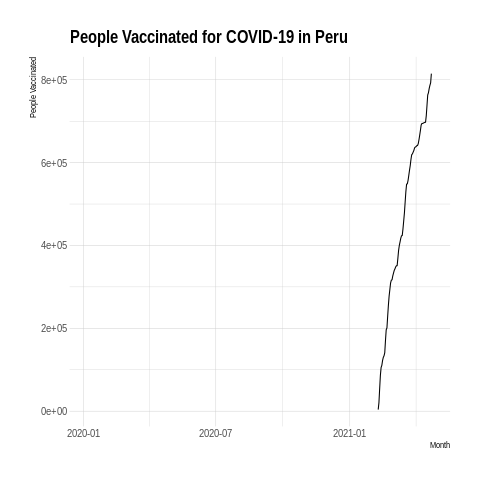 People Vaccinated for COVID-19 in Peru
People Vaccinated
8e+05
6e+05
4e+05
2e+05
0e+00
2020-01
2020-07
2021-01
Month